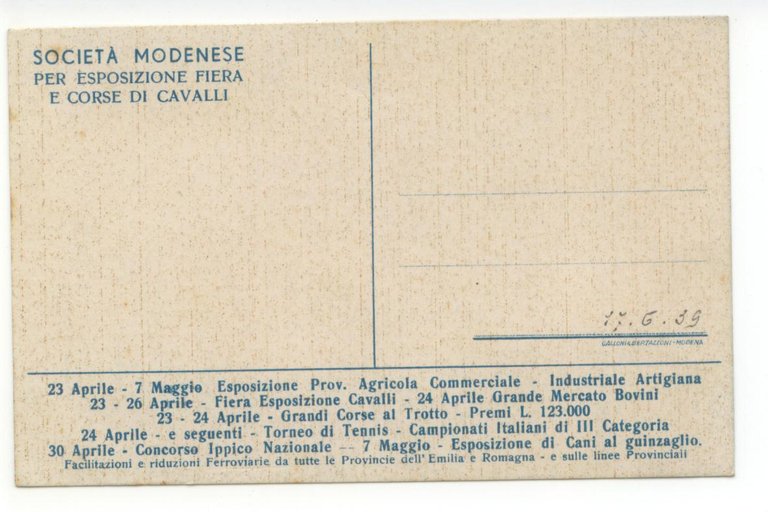 SOCIETÀ MODENESE
PER ESPOSIZIONE FIERA
E CORSE DI CAVALLI
17.6.39
GALLONI & BERTAZZONI - MODENA
23 Aprile - 7 Maggio Esposizione Prov. Agricola Commerciale - Industriale Artigiana
23 - 26 Aprile - Fiera Esposizione Cavalli - 24 Aprile Grande Mercato Bovini
23 - 24 Aprile - Grandi Corse al Trotto - Premi L. 123.000
24 Aprile - e seguenti - Torneo di Tennis - Campionati Italiani di III Categoria
30 Aprile - Concorso Ippico Nazionale -- 7 Maggio - Esposizione di Cani al guinzaglio.
Facilitazioni e riduzioni Ferroviarie da tutte le Provincie dell'Emilia e Romagna - e sulle linee Provinciali